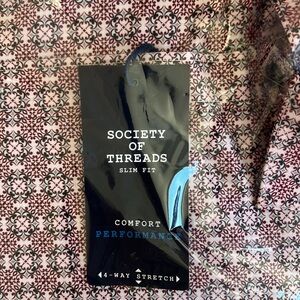 SOCIETY
OF
THREADS
SLIM FIT
COMFORT
PERFORMANCE
4-WAY STRETCH